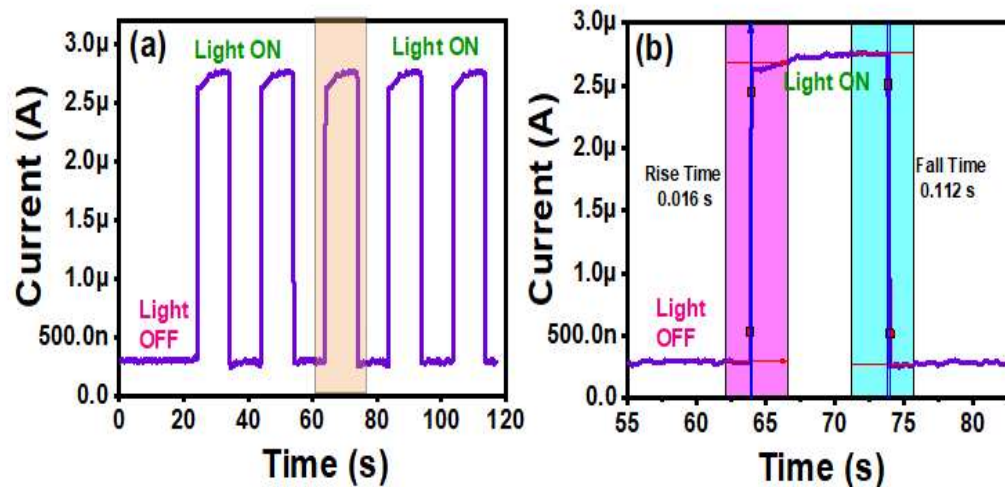 (a)
Light ON
Light ON
Light
OFF
3.0µ
2.5µ
2.0µ
1.5µ
1.0µ
500.0n
0.0
0 20 40 60 80 100 120
Current (A)
Time (s)
(b)
Light ON
Rise Time
0.016 s
Fall Time
0.112 s
Light
OFF
3.0µ
2.5µ
2.0µ
1.5µ
1.0µ
500.0n
0.0
55 60 65 70 75 80
Current (A)
Time (s)